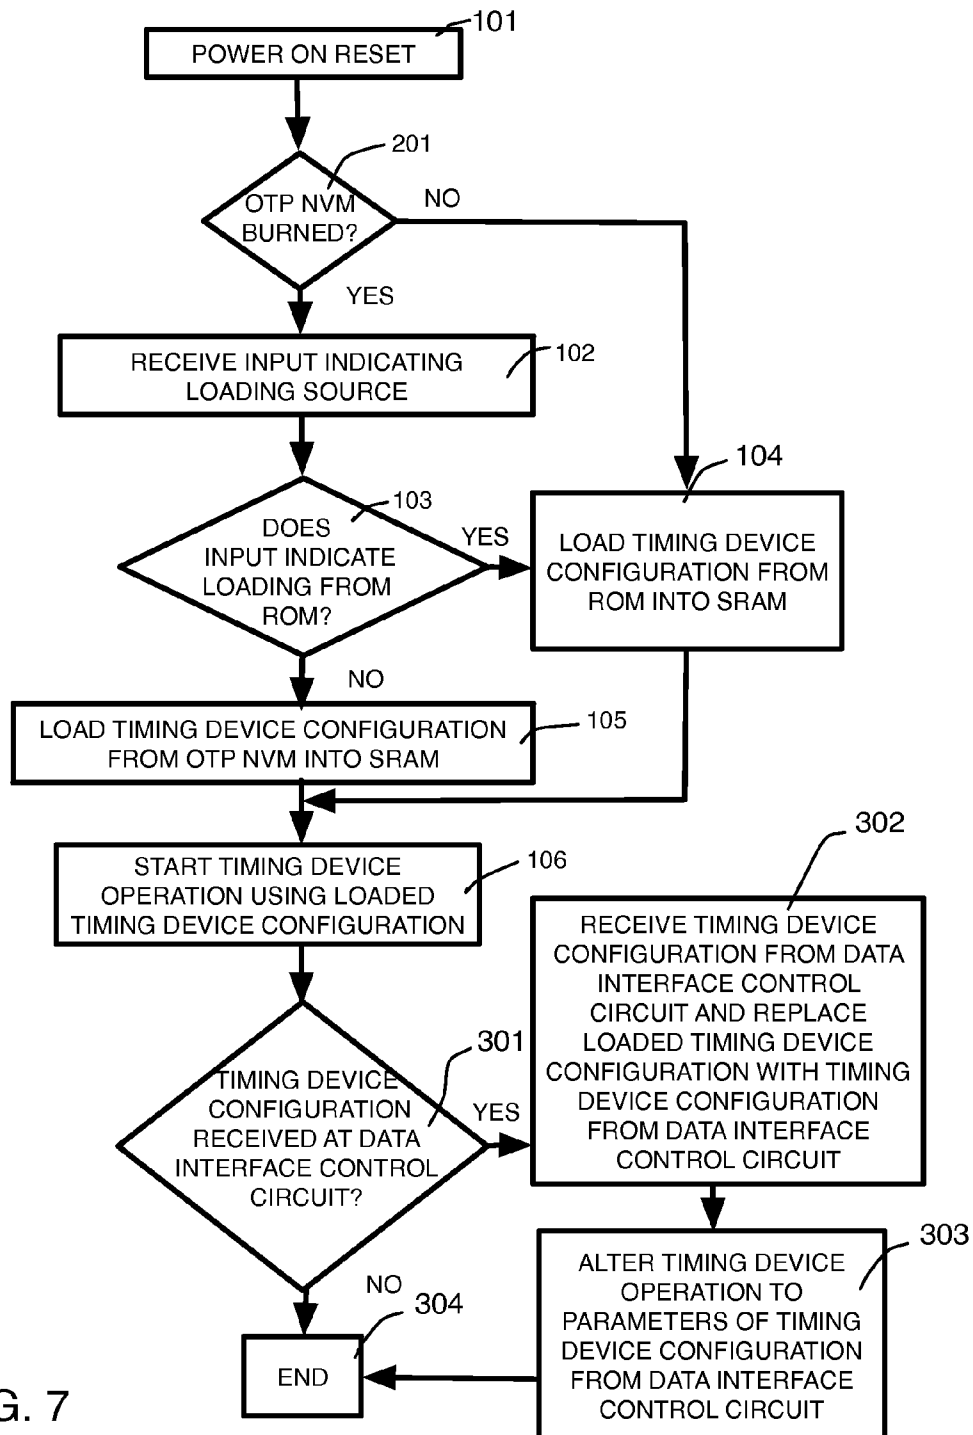 101
POWER ON RESET
201
OTP NVM
BURNED?
NO
YES
RECEIVE INPUT INDICATING
LOADING SOURCE
102
103
DOES
INPUT INDICATE
LOADING FROM
ROM?
YES
104
LOAD TIMING DEVICE
CONFIGURATION FROM
ROM INTO SRAM
NO
LOAD TIMING DEVICE CONFIGURATION
FROM OTP NVM INTO SRAM
105
START TIMING DEVICE
OPERATION USING LOADED
TIMING DEVICE CONFIGURATION
106
302
RECEIVE TIMING DEVICE
CONFIGURATION FROM DATA
INTERFACE CONTROL
CIRCUIT AND REPLACE
LOADED TIMING DEVICE
CONFIGURATION WITH TIMING
DEVICE CONFIGURATION
FROM DATA INTERFACE
CONTROL CIRCUIT
301
TIMING DEVICE
CONFIGURATION
RECEIVED AT DATA
INTERFACE CONTROL
CIRCUIT?
YES
NO
303
ALTER TIMING DEVICE
OPERATION TO
PARAMETERS OF TIMING
DEVICE CONFIGURATION
FROM DATA INTERFACE
CONTROL CIRCUIT
304
END
G. 7